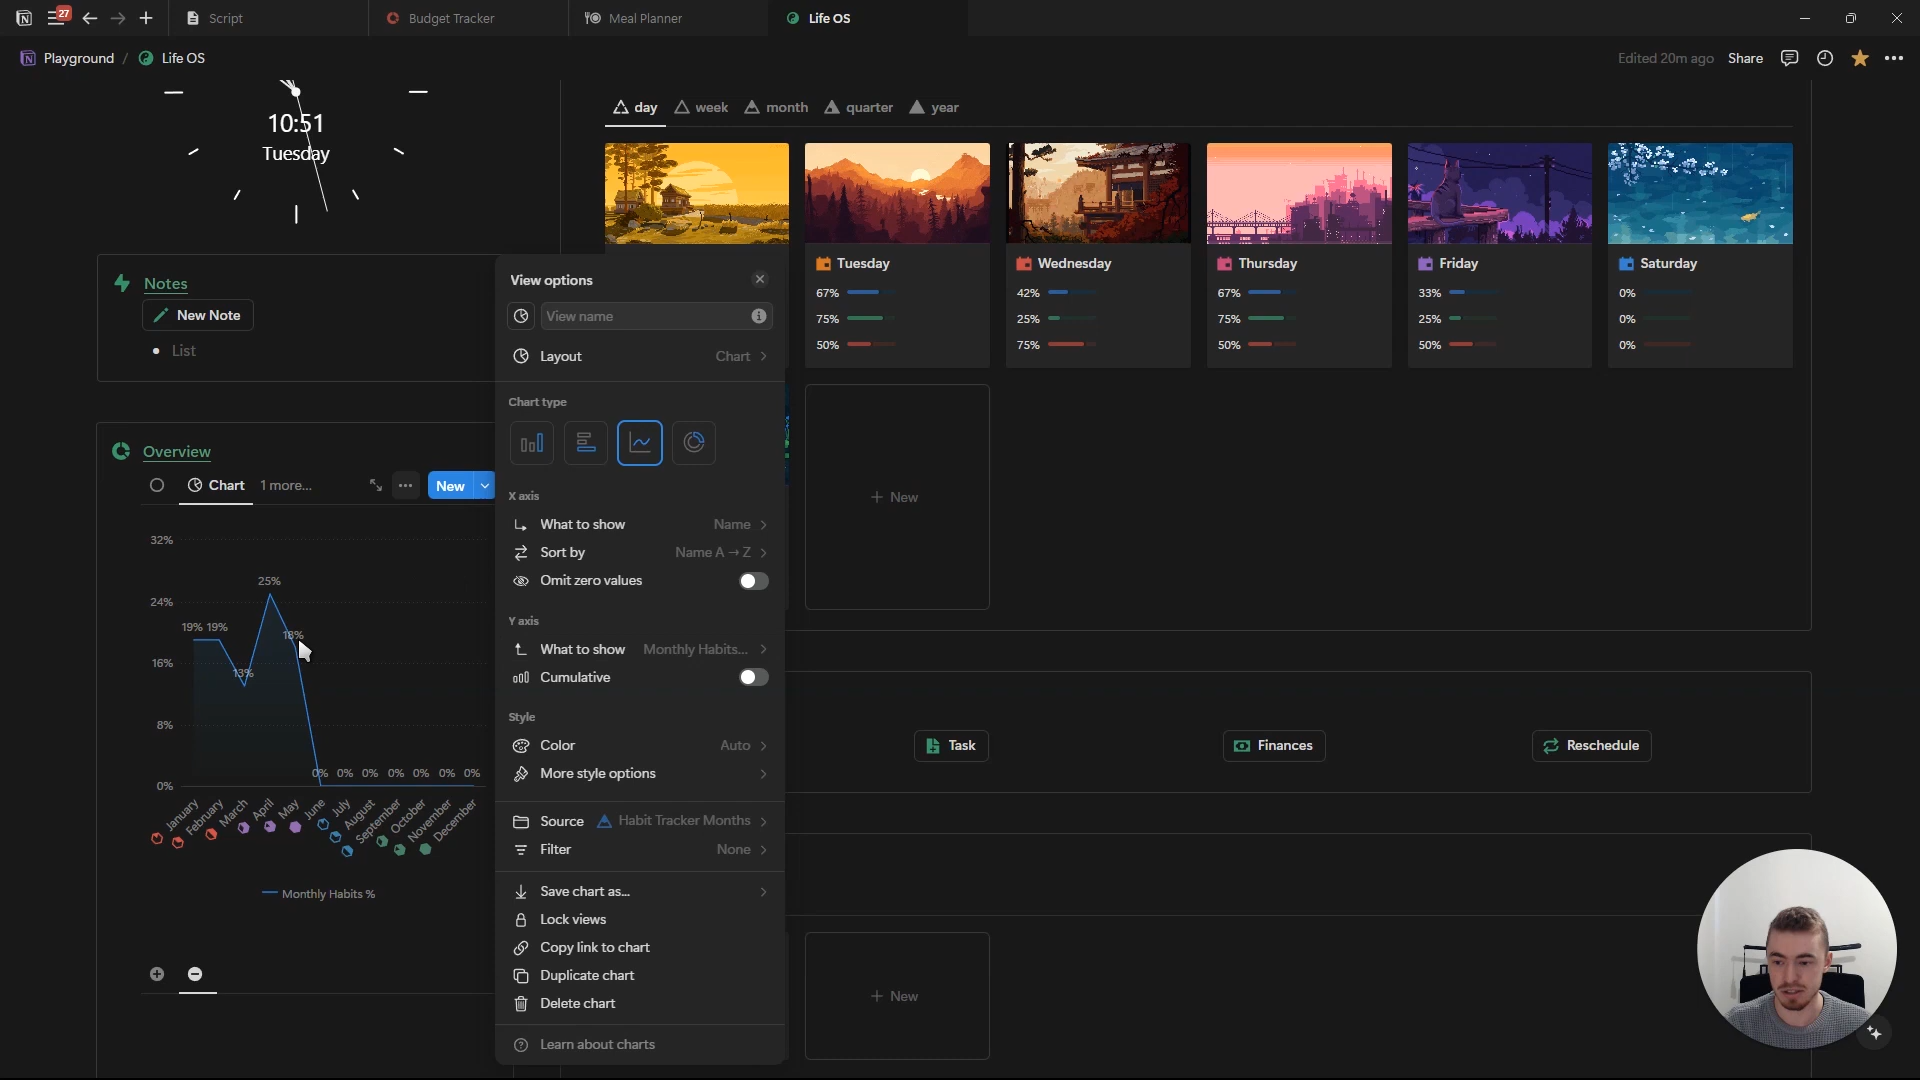 27
Script
Budget Tracker
Meal Planner
Life OS
Playground / Life OS
Edited 20m ago
Share
10:51
Tuesday
day
week
month
quarter
year
Notes
New Note
List
Tuesday
67%
75%
50%
Wednesday
42%
25%
75%
Thursday
67%
75%
50%
Friday
33%
25%
50%
Saturday
0%
0%
0%
+ New
Overview
Chart
1 more...
New
32%
24%
16%
8%
0%
19% 19%
13%
25%
18%
0% 0% 0% 0% 0% 0% 0%
January
February
March
April
May
June
July
August
September
October
November
December
Monthly Habits %
View options
View name
Layout
Chart
Chart type
X axis
What to show
Name
Sort by
Name A → Z
Omit zero values
Y axis
What to show
Monthly Habits...
Cumulative
Style
Color
Auto
More style options
Source
Habit Tracker Months
Filter
None
Save chart as...
Lock views
Copy link to chart
Duplicate chart
Delete chart
Learn about charts
Task
Finances
Reschedule
+ New